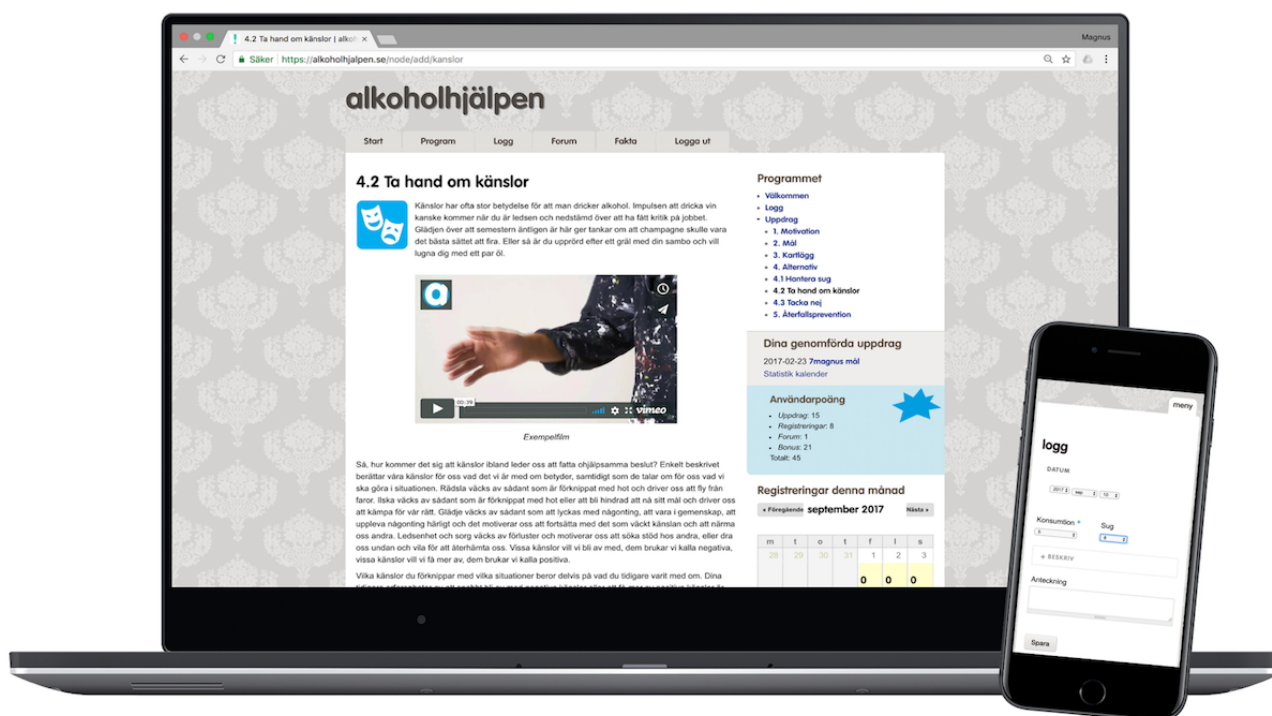 4.2 Ta hand om känslor | alkoh
Magnus
Säker
https://alkoholhjalpen.se/node/add/kanslor
alkoholhjälpen
Start Program Logg Forum Fakta Logga ut
4.2 Ta hand om känslor
Känslor har ofta stor betydelse för att man dricker alkohol. Impulsen att dricka vin
kanske kommer när du är ledsen och nedstämd över att ha fått kritik på jobbet.
Glädjen över att semestern äntligen är här ger tankar om att champagne skulle vara
det bästa sättet att fira. Eller så är du upprörd efter ett gräl med din sambo och vill
lugna dig med ett par öl.
00:39
vimeo
Exempelfilm
Så, hur kommer det sig att känslor ibland leder oss att fatta ohjälpsamma beslut? Enkelt beskrivet
berättar våra känslor för oss vad det vi är med om betyder, samtidigt som de talar om för oss vad vi
ska göra i situationen. Rädsla väcks av sådant som är förknippat med hot och driver oss att fly från
faror. Ilska väcks av sådant som är förknippat med hot eller att bli hindrad att nå sitt mål och driver oss
att kämpa för vår rätt. Glädje väcks av sådant som att lyckas med någonting, att vara i gemenskap, att
uppleva någonting härligt och det motiverar oss att fortsätta med det som väckt känslan och att närma
oss andra. Ledsenhet och sorg väcks av förluster och motiverar oss att söka stöd hos andra, eller dra
oss undan och vila för att återhämta oss. Vissa känslor vill vi bli av med, dem brukar vi kalla negativa,
vissa känslor vill vi få mer av, dem brukar vi kalla positiva.
Vilka känslor du förknippar med vilka situationer beror delvis på vad du tidigare varit med om. Dina
Programmet
Välkommen
Logg
Uppdrag
1. Motivation
2. Mål
3. Kartlägg
4. Alternativ
4.1 Hantera sug
4.2 Ta hand om känslor
4.3 Tacka nej
5. Återfallsprevention
Dina genomförda uppdrag
2017-02-23 7magnus mål
Statistik kalender
Användarpoäng
Uppdrag: 15
Registreringar: 8
Forum: 1
Bonus: 21
Totalt: 45
Registreringar denna månad
« Föregående september 2017 Nästa »
m t o t f l s
28 29 30 31 1 2 3
0 0 0
meny
logg
DATUM
2017 sep 10
Konsumtion * Sug
0 0
+ BESKRIV
Anteckning
Spara